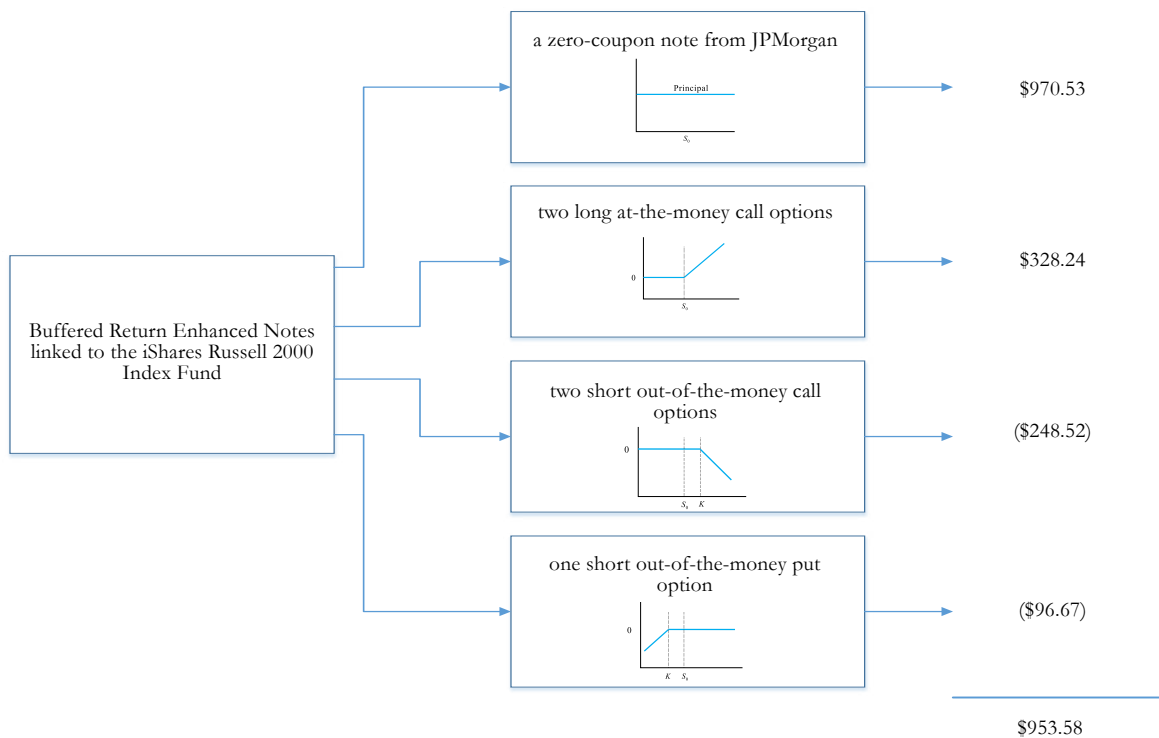 a zero-coupon note from JPMorgan
Principal
S₀
$970.53
two long at-the-money call options
0
S₀
$328.24
Buffered Return Enhanced Notes
linked to the iShares Russell 2000
Index Fund
two short out-of-the-money call
options
0
S₀ K
($248.52)
one short out-of-the-money put
option
0
K S₀
($96.67)
$953.58